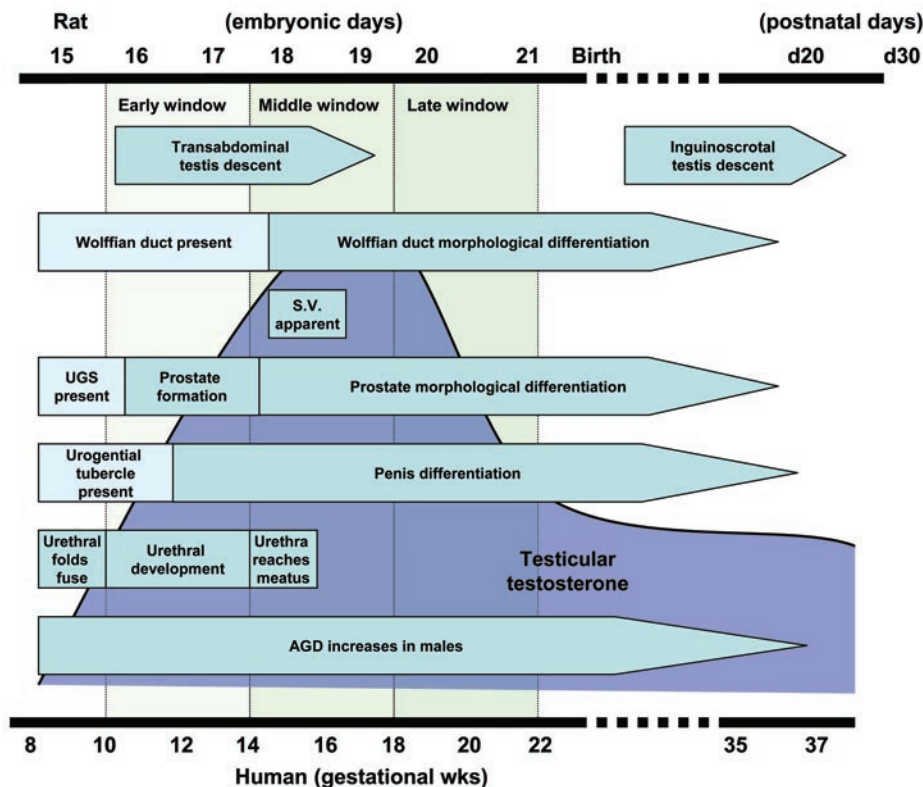 Rat (embryonic days) (postnatal days)
15 16 17 18 19 20 21 Birth d20 d30
Early window Middle window Late window
Transabdominal
testis descent
Inguinoscrotal
testis descent
Wolffian duct present Wolffian duct morphological differentiation
S.V.
apparent
UGS
present
Prostate
formation
Prostate morphological differentiation
Urogential
tubercle
present
Penis differentiation
Urethral
folds
fuse
Urethral
development
Urethra
reaches
meatus
Testicular
testosterone
AGD increases in males
8 10 12 14 16 18 20 22 35 37
Human (gestational wks)